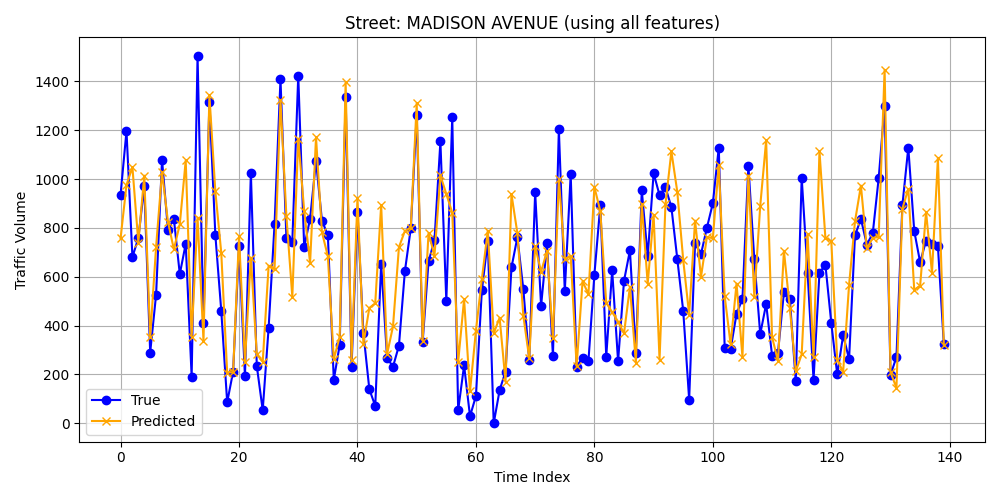 Street: MADISON AVENUE (using all features)
Traffic Volume
1400
1200
1000
800
600
400
200
0
True
Predicted
0 20 40 60 80 100 120 140
Time Index